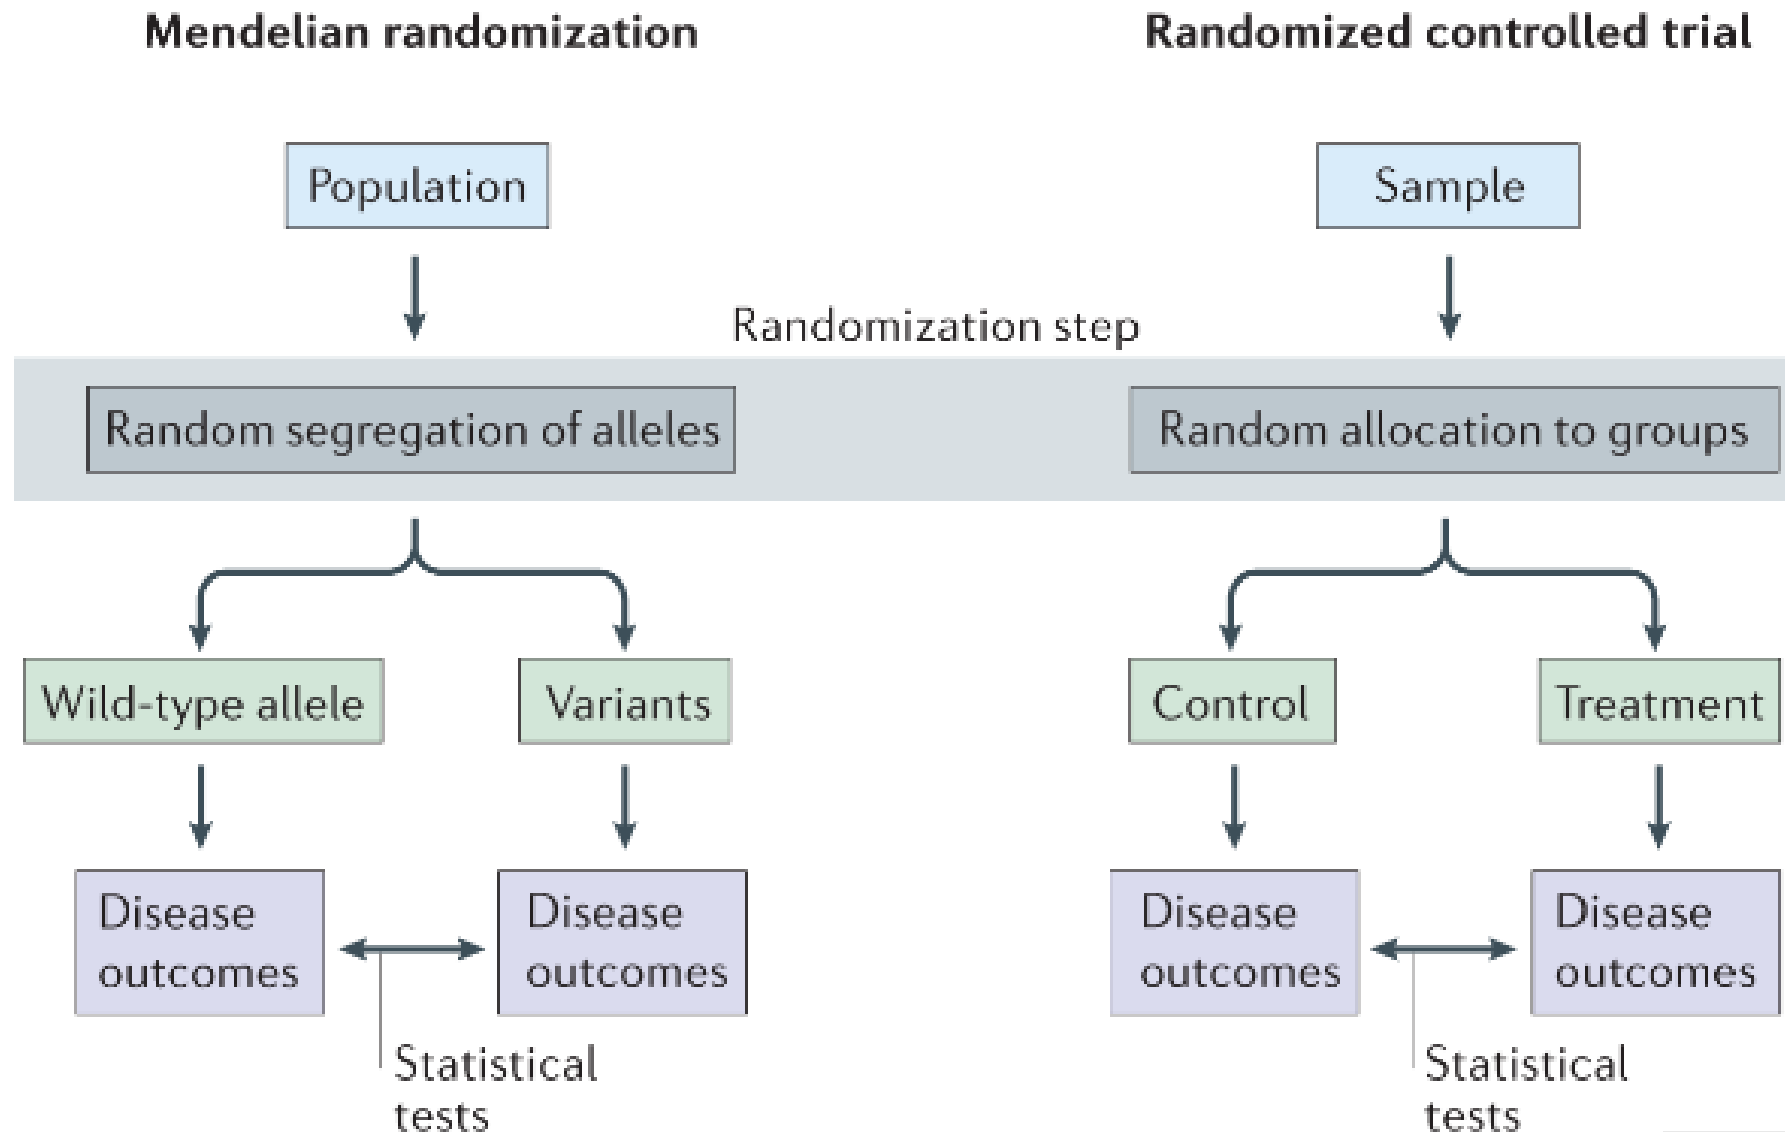 Mendelian randomization
Randomized controlled trial
Population
Sample
Randomization step
Random segregation of alleles
Random allocation to groups
Wild-type allele
Variants
Control
Treatment
Disease
outcomes
Disease
outcomes
Disease
outcomes
Disease
outcomes
Statistical
tests
Statistical
tests